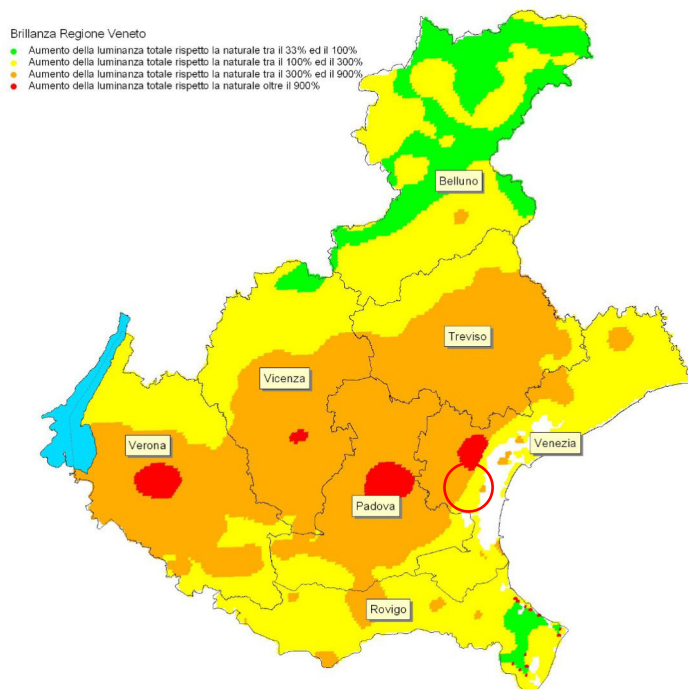 Brillanza Regione Veneto
Aumento della luminanza totale rispetto la naturale tra il 33% ed il 100%
Aumento della luminanza totale rispetto la naturale tra il 100% ed il 300%
Aumento della luminanza totale rispetto la naturale tra il 300% ed il 900%
Aumento della luminanza totale rispetto la naturale oltre il 900%
Belluno
Treviso
Vicenza
Verona
Venezia
Padova
Rovigo